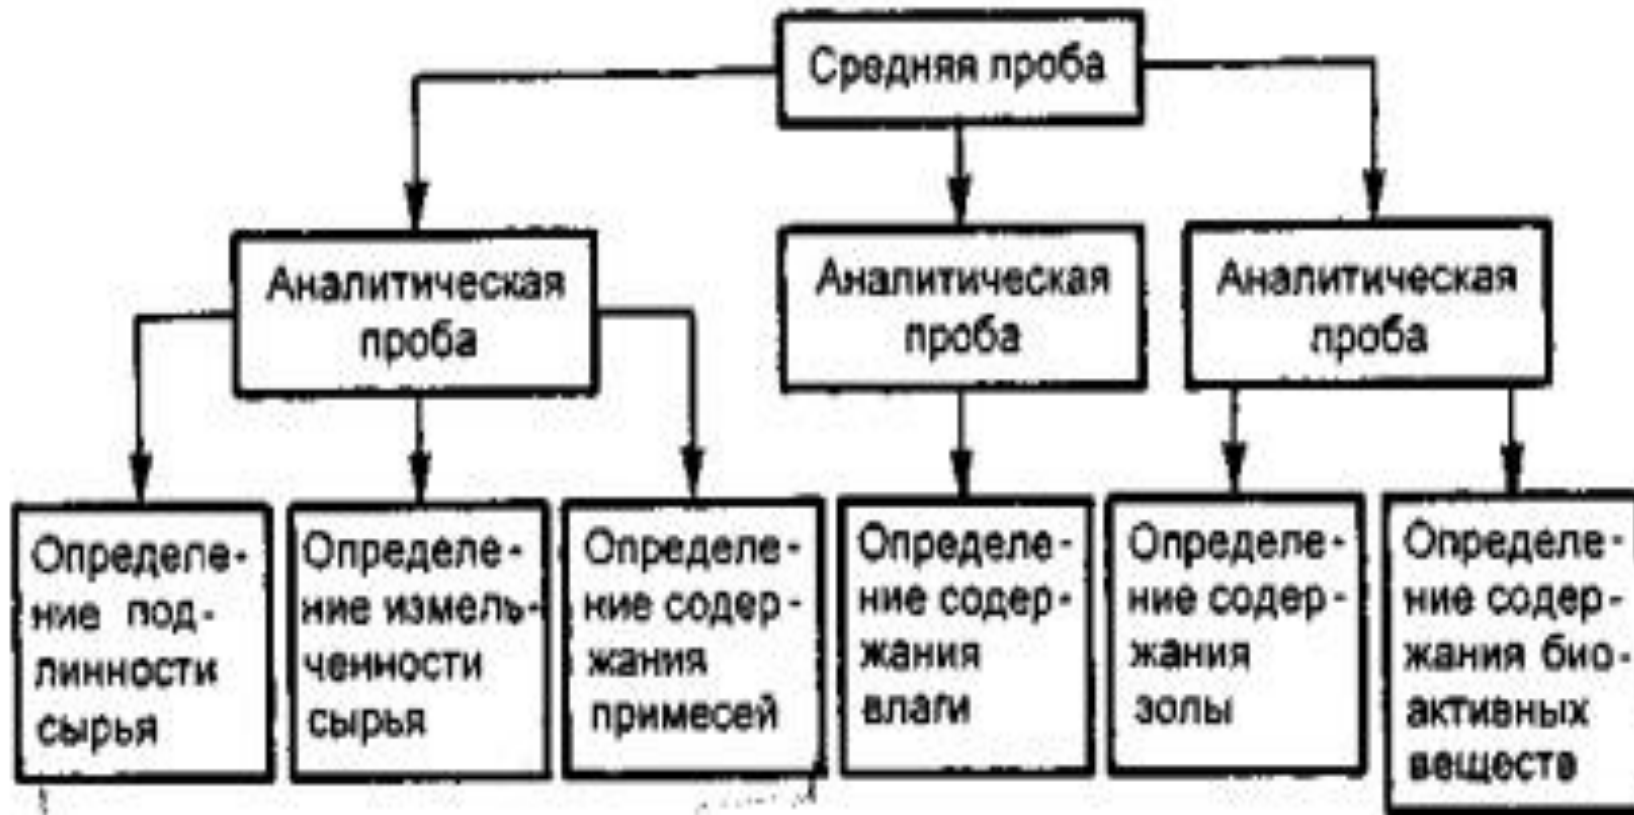 Средняя проба
Аналитическая
проба
Аналитическая
проба
Аналитическая
проба
Определе-
ние под-
линности
сырья
Определе-
ние измель-
ченности
сырья
Определе-
ние содер-
жания
примесей
Определе-
ние содер-
жания
влаги
Определе-
ние содер-
жания
золы
Определе-
ние содер-
жания био-
активных
веществ